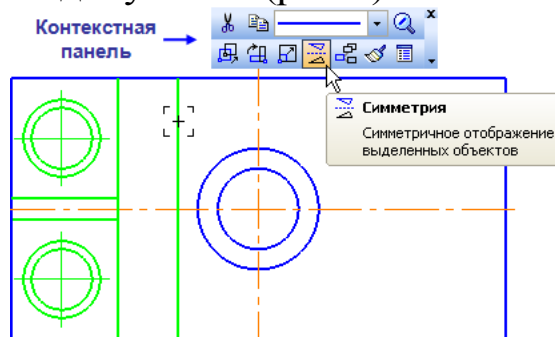 Контекстная
панель
Симметрия
Симметричное отображение
выделенных объектов